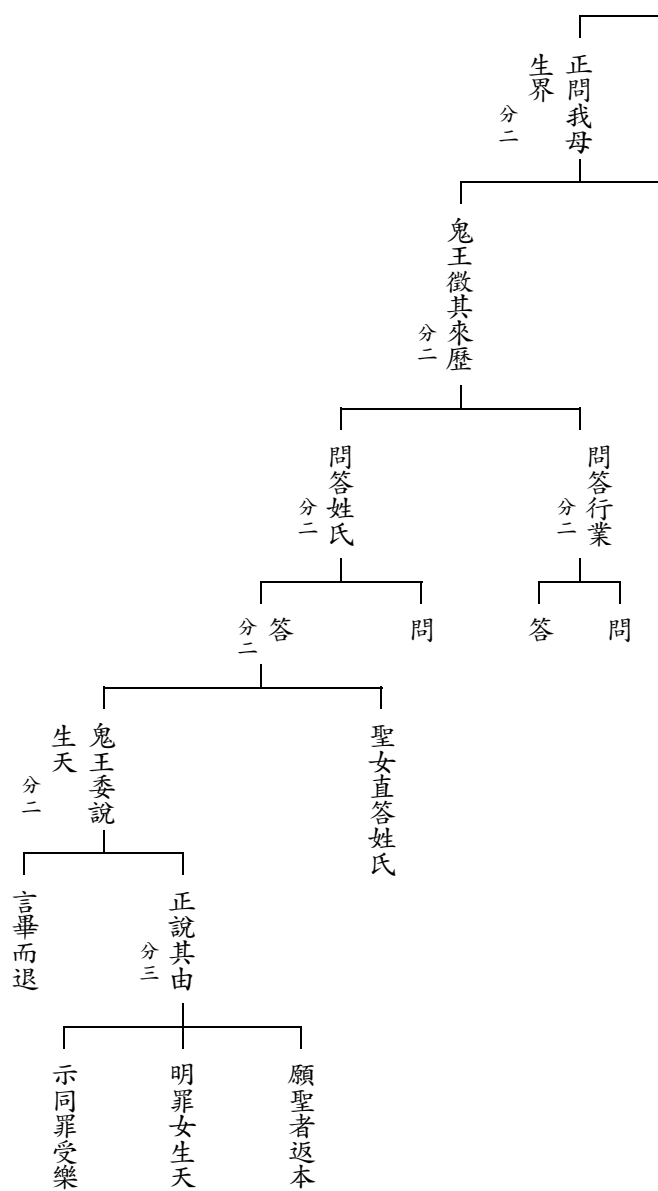 正問我母
生界
分二
鬼王徵其來歷
分二
問答行業
分二
問
答
問答姓氏
分二
問
答
分二
聖女直答姓氏
鬼王委說
生天
分二
正說其由
分三
願聖者返本
明罪女生天
示同罪受樂
言畢而退